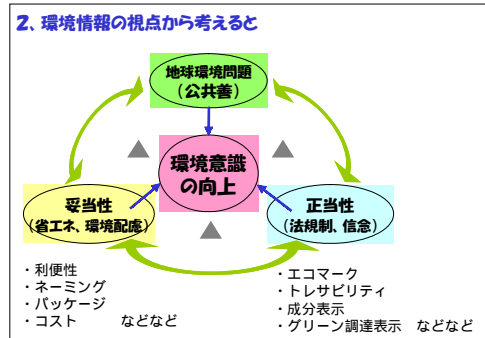 2、環境情報の視点から考えると
地球環境問題
（公共善）
環境意識
の向上
妥当性
（省エネ、環境配慮）
正当性
（法規制、信念）
・利便性
・ネーミング
・パッケージ
・コスト　　などなど
・エコマーク
・トレサビリティ
・成分表示
・グリーン調達表示　などなど